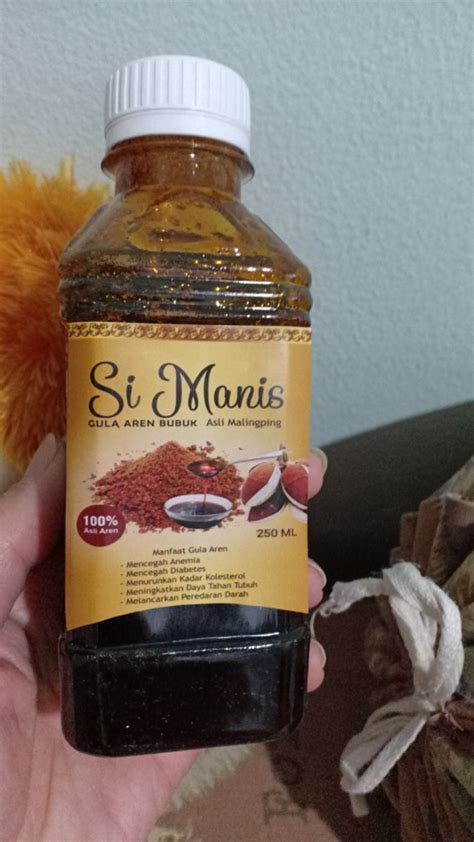 Si Manis
GULA AREN BUBUK Asli Malingping
100%
Asli Aren
250 ML
Manfaat Gula Aren
- Mencegah Anemia
- Mencegah Diabetes
- Menurunkan Kadar Kolesterol
- Meningkatkan Daya Tahan Tubuh
- Melancarkan Peredaran Darah